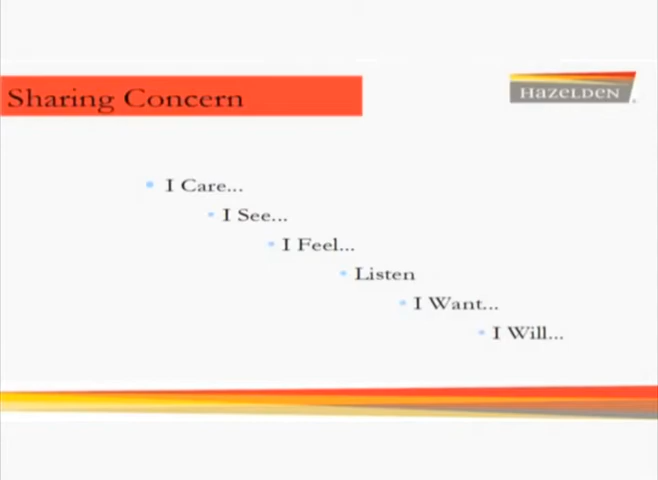 Sharing Concern
HAZELDEN
I Care...
I See...
I Feel...
Listen
I Want...
I Will...